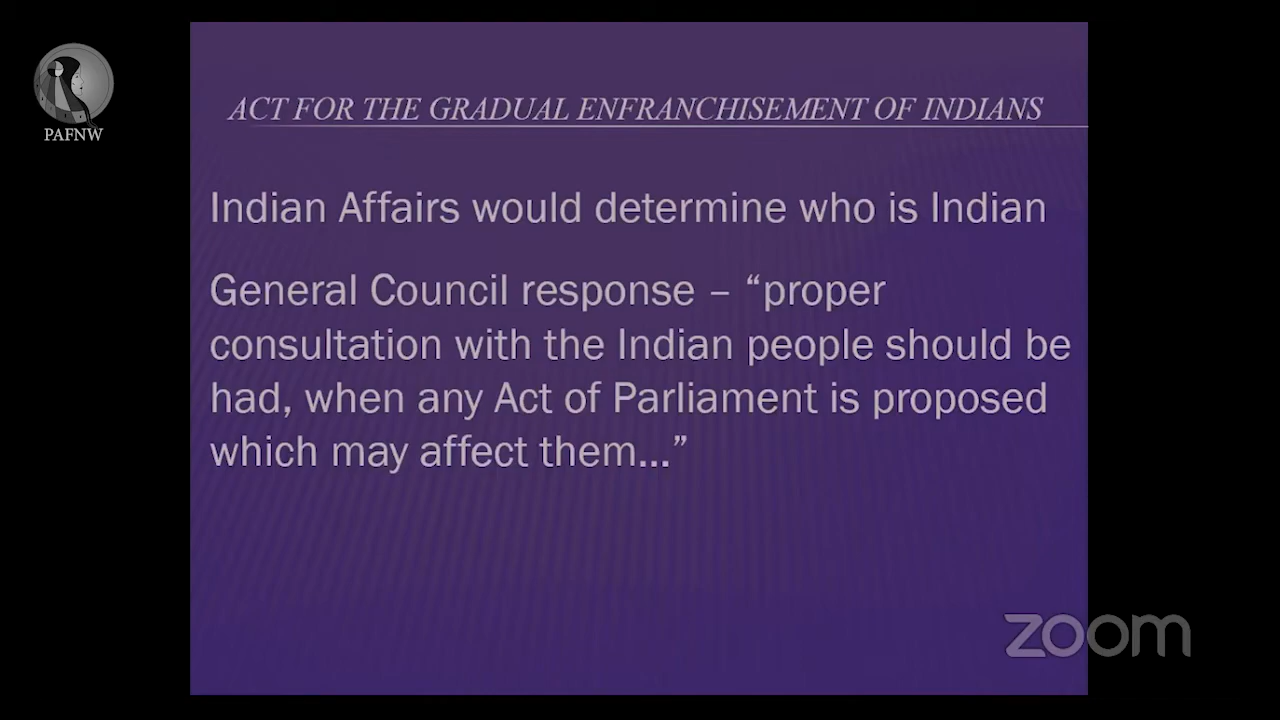 PAFNW
ACT FOR THE GRADUAL ENFRANCHISEMENT OF INDIANS
Indian Affairs would determine who is Indian
General Council response – “proper
consultation with the Indian people should be
had, when any Act of Parliament is proposed
which may affect them...”
zoom